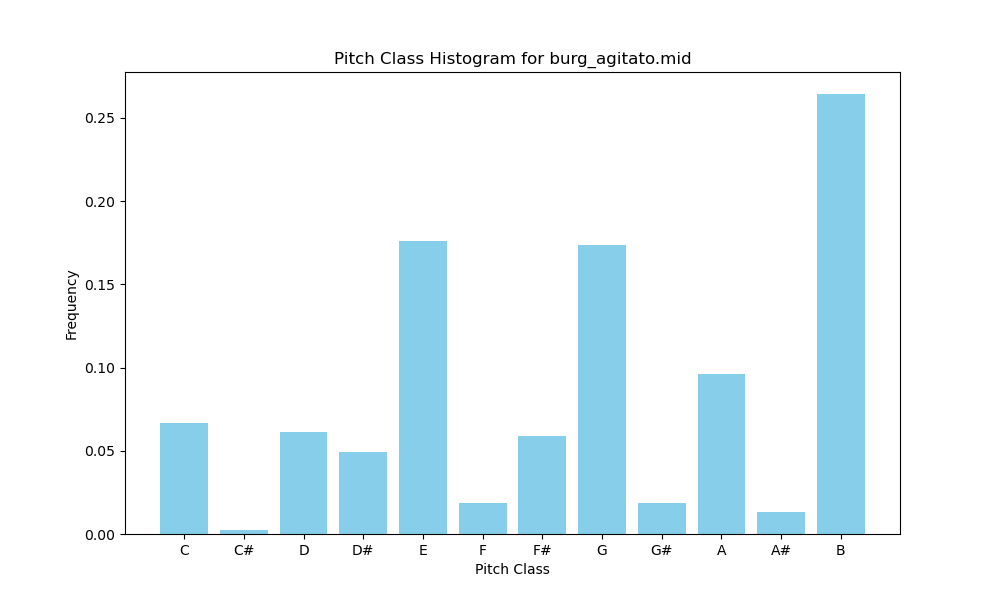 Pitch Class Histogram for burg_agitato.mid
Frequency
0.25
0.20
0.15
0.10
0.05
0.00
C C# D D# E F F# G G# A A# B
Pitch Class